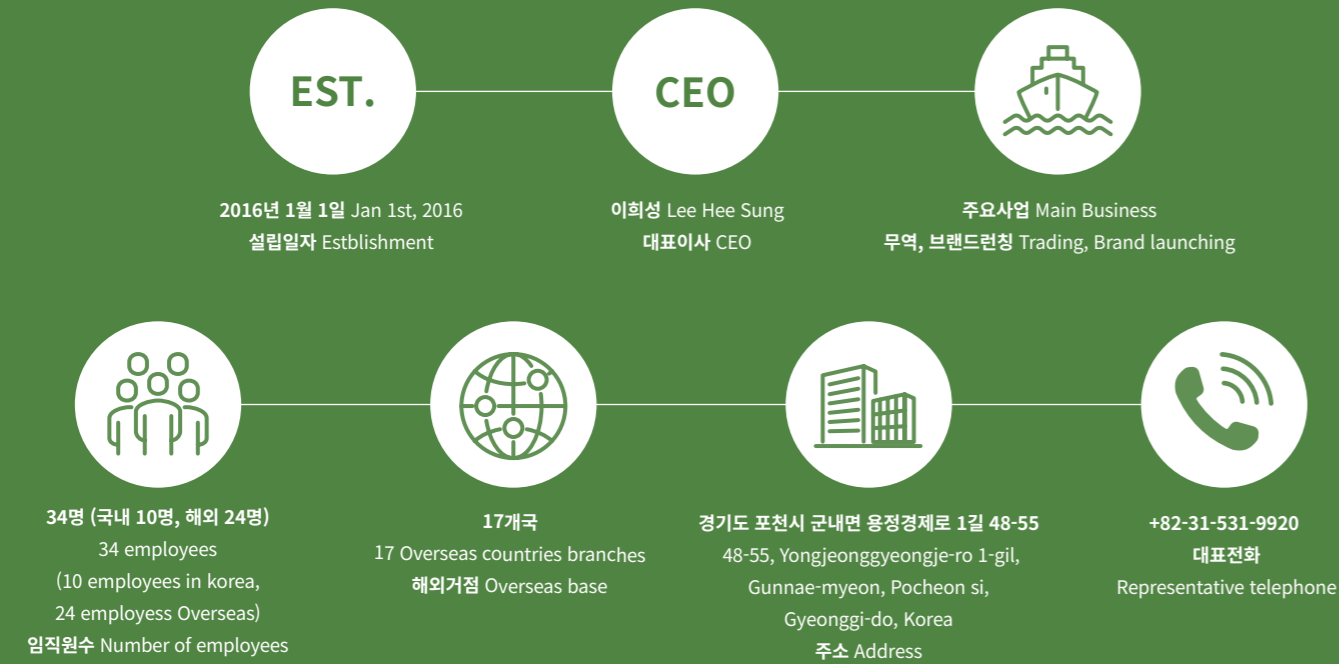 EST.
CEO
2016년 1월 1일 Jan 1st, 2016
설립일자 Estblishment
이희성 Lee Hee Sung
대표이사 CEO
주요사업 Main Business
무역, 브랜드런칭 Trading, Brand launching
34명 (국내 10명, 해외 24명)
34 employees
(10 employees in korea,
24 employess Overseas)
임직원수 Number of employees
17개국
17 Overseas countries branches
해외거점 Overseas base
경기도 포천시 군내면 용정경제로 1길 48-55
48-55, Yongjeonggyeongje-ro 1-gil,
Gunnae-myeon, Pocheon si,
Gyeonggi-do, Korea
주소 Address
+82-31-531-9920
대표전화
Representative telephone